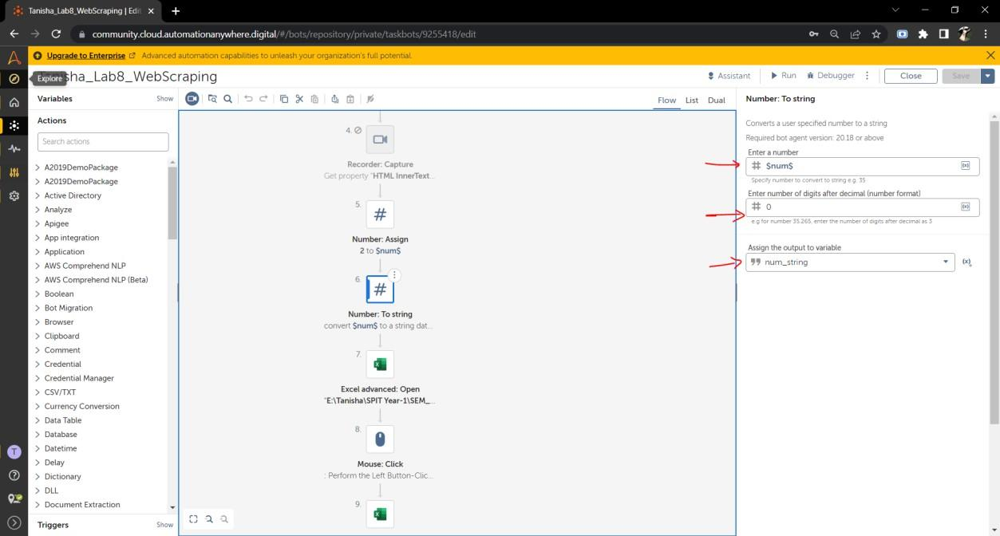 Tanisha_Lab8_WebScraping | Edit
community.cloud.automationanywhere.digital/#/bots/repository/private/taskbots/9255418/edit
Upgrade to Enterprise Advanced automation capabilities to unleash your organization's full potential.
Explore
sha_Lab8_WebScraping
Assistant
Run
Debugger
Close
Save
Variables
Show
Flow
List
Dual
Actions
Search actions
A2019DemoPackage
A2019DemoPackage
Active Directory
Analyze
Apigee
App integration
Application
AWS Comprehend NLP
AWS Comprehend NLP (Beta)
Boolean
Bot Migration
Browser
Clipboard
Comment
Credential
Credential Manager
CSV/TXT
Currency Conversion
Data Table
Database
Datetime
Delay
Dictionary
DLL
Document Extraction
Triggers
Show
T
4.
Recorder: Capture
Get property "HTML InnerText...
5.
#
Number: Assign
2 to $num$
6.
#
Number: To string
convert $num$ to a string dat...
7.
Excel advanced: Open
"E:\Tanisha\SPIT Year-1\SEM_...
8.
Mouse: Click
: Perform the Left Button-Clic...
9.
Number: To string
Converts a user specified number to a string
Required bot agent version: 20.18 or above
Enter a number
# $num$ (x)
Specify number to convert to string e.g. 35
Enter number of digits after decimal (number format)
# 0 (x)
e.g for number 35.265, enter the number of digits after decimal as 3
Assign the output to variable
num_string (x)